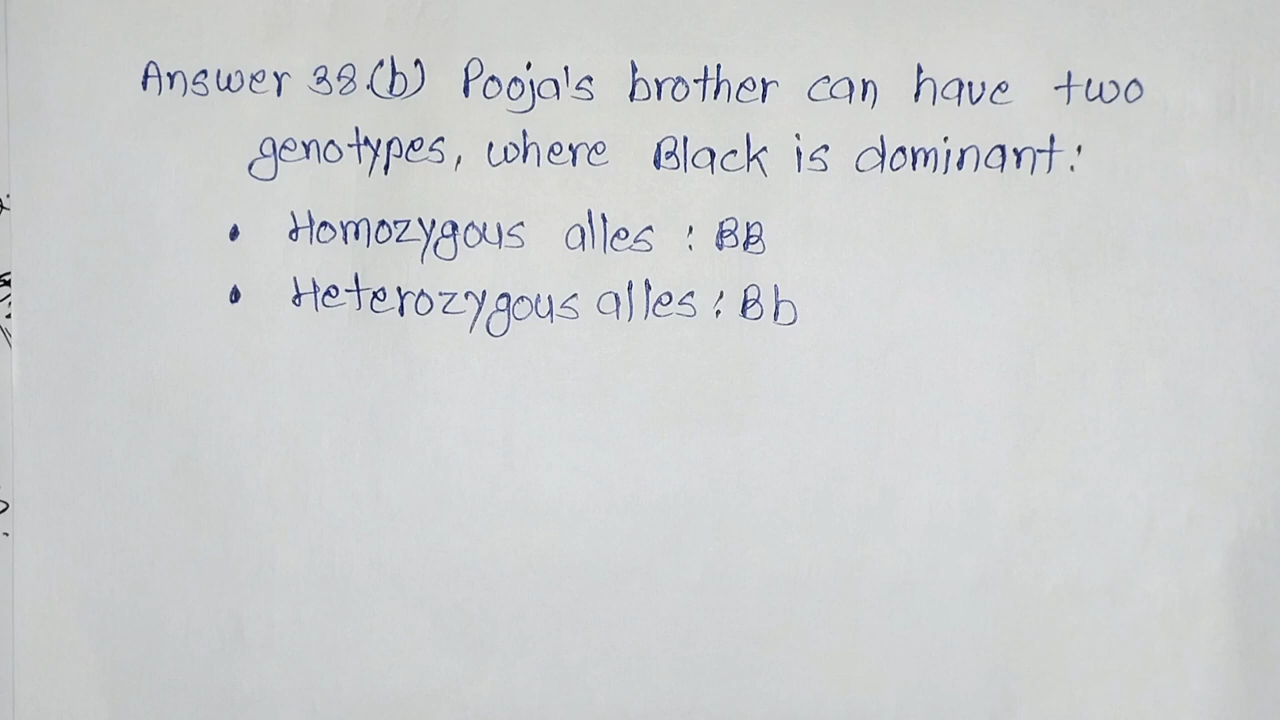 Answer 38.(b) Pooja's brother can have two
genotypes, where Black is dominant:
• Homozygous alles : BB
• Heterozygous alles : Bb